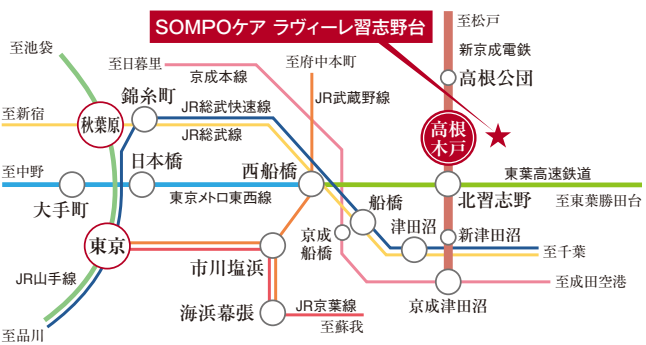 SOMPOケア ラヴィーレ習志野台
至松戸
新京成電鉄
高根公団
至池袋
至日暮里
京成本線
至府中本町
錦糸町
JR総武快速線
JR武蔵野線
至新宿
秋葉原
JR総武線
高根
木戸
日本橋
西船橋
至中野
東葉高速鉄道
大手町
東京メトロ東西線
船橋
北習志野
至東葉勝田台
東京
京成
船橋
津田沼
新津田沼
至千葉
市川塩浜
JR山手線
至成田空港
海浜幕張
JR京葉線
京成津田沼
至蘇我
至品川